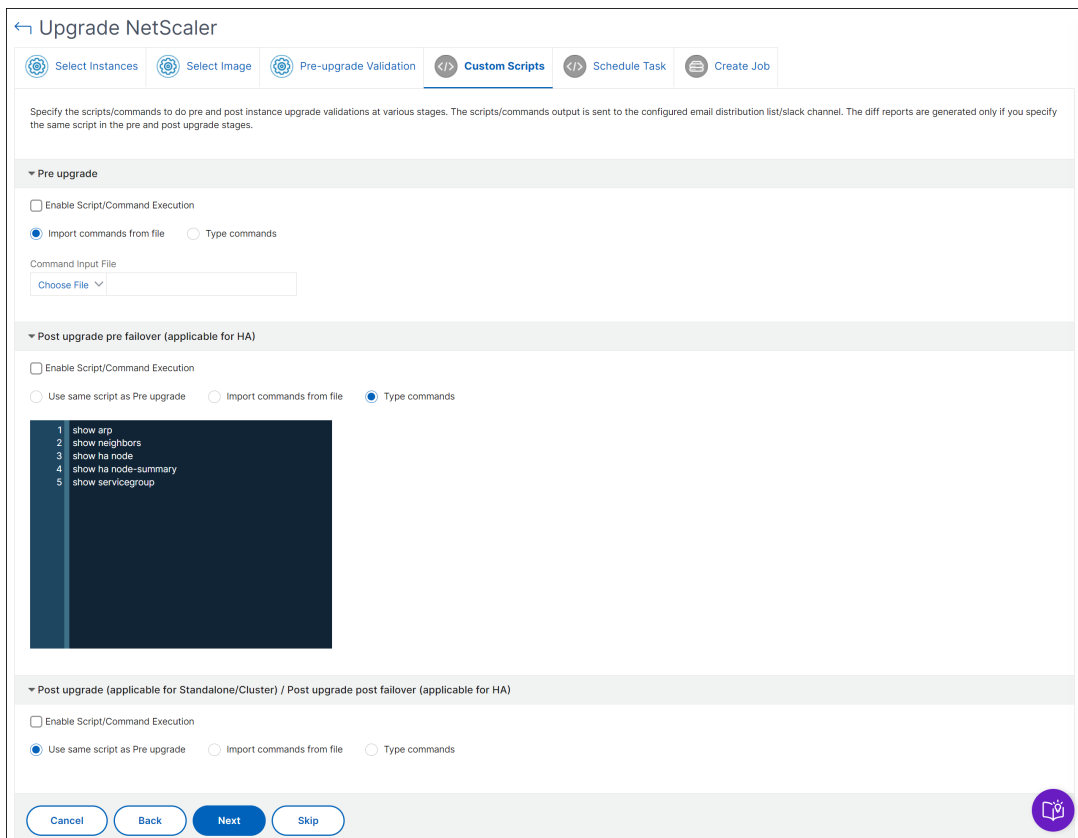 Upgrade NetScaler
Select Instances
Select Image
Pre-upgrade Validation
Custom Scripts
Schedule Task
Create Job
Specify the scripts/commands to do pre and post instance upgrade validations at various stages. The scripts/commands output is sent to the configured email distribution list/slack channel. The diff reports are generated only if you specify
the same script in the pre and post upgrade stages.
Pre upgrade
Enable Script/Command Execution
Import commands from file
Type commands
Command Input File
Choose File
Post upgrade pre failover (applicable for HA)
Enable Script/Command Execution
Use same script as Pre upgrade
Import commands from file
Type commands
1 show arp
2 show neighbors
3 show ha node
4 show ha node-summary
5 show servicegroup
Post upgrade (applicable for Standalone/Cluster) / Post upgrade post failover (applicable for HA)
Enable Script/Command Execution
Use same script as Pre upgrade
Import commands from file
Type commands
Cancel
Back
Next
Skip